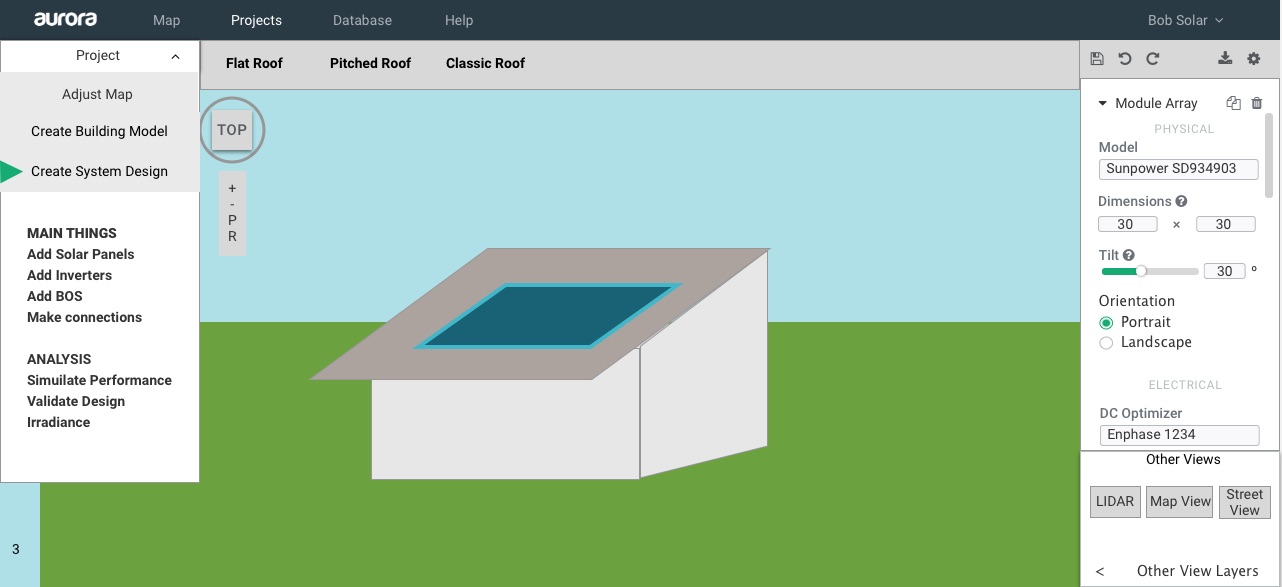 aurora
Map
Projects
Database
Help
Bob Solar
Project
Adjust Map
Create Building Model
Create System Design
MAIN THINGS
Add Solar Panels
Add Inverters
Add BOS
Make connections
ANALYSIS
Simuilate Performance
Validate Design
Irradiance
3
Flat Roof
Pitched Roof
Classic Roof
TOP
+
-
P
R
Module Array
PHYSICAL
Model
Sunpower SD934903
Dimensions ?
30 × 30
Tilt ?
30 °
Orientation
Portrait
Landscape
ELECTRICAL
DC Optimizer
Enphase 1234
Other Views
LIDAR
Map View
Street
View
< Other View Layers